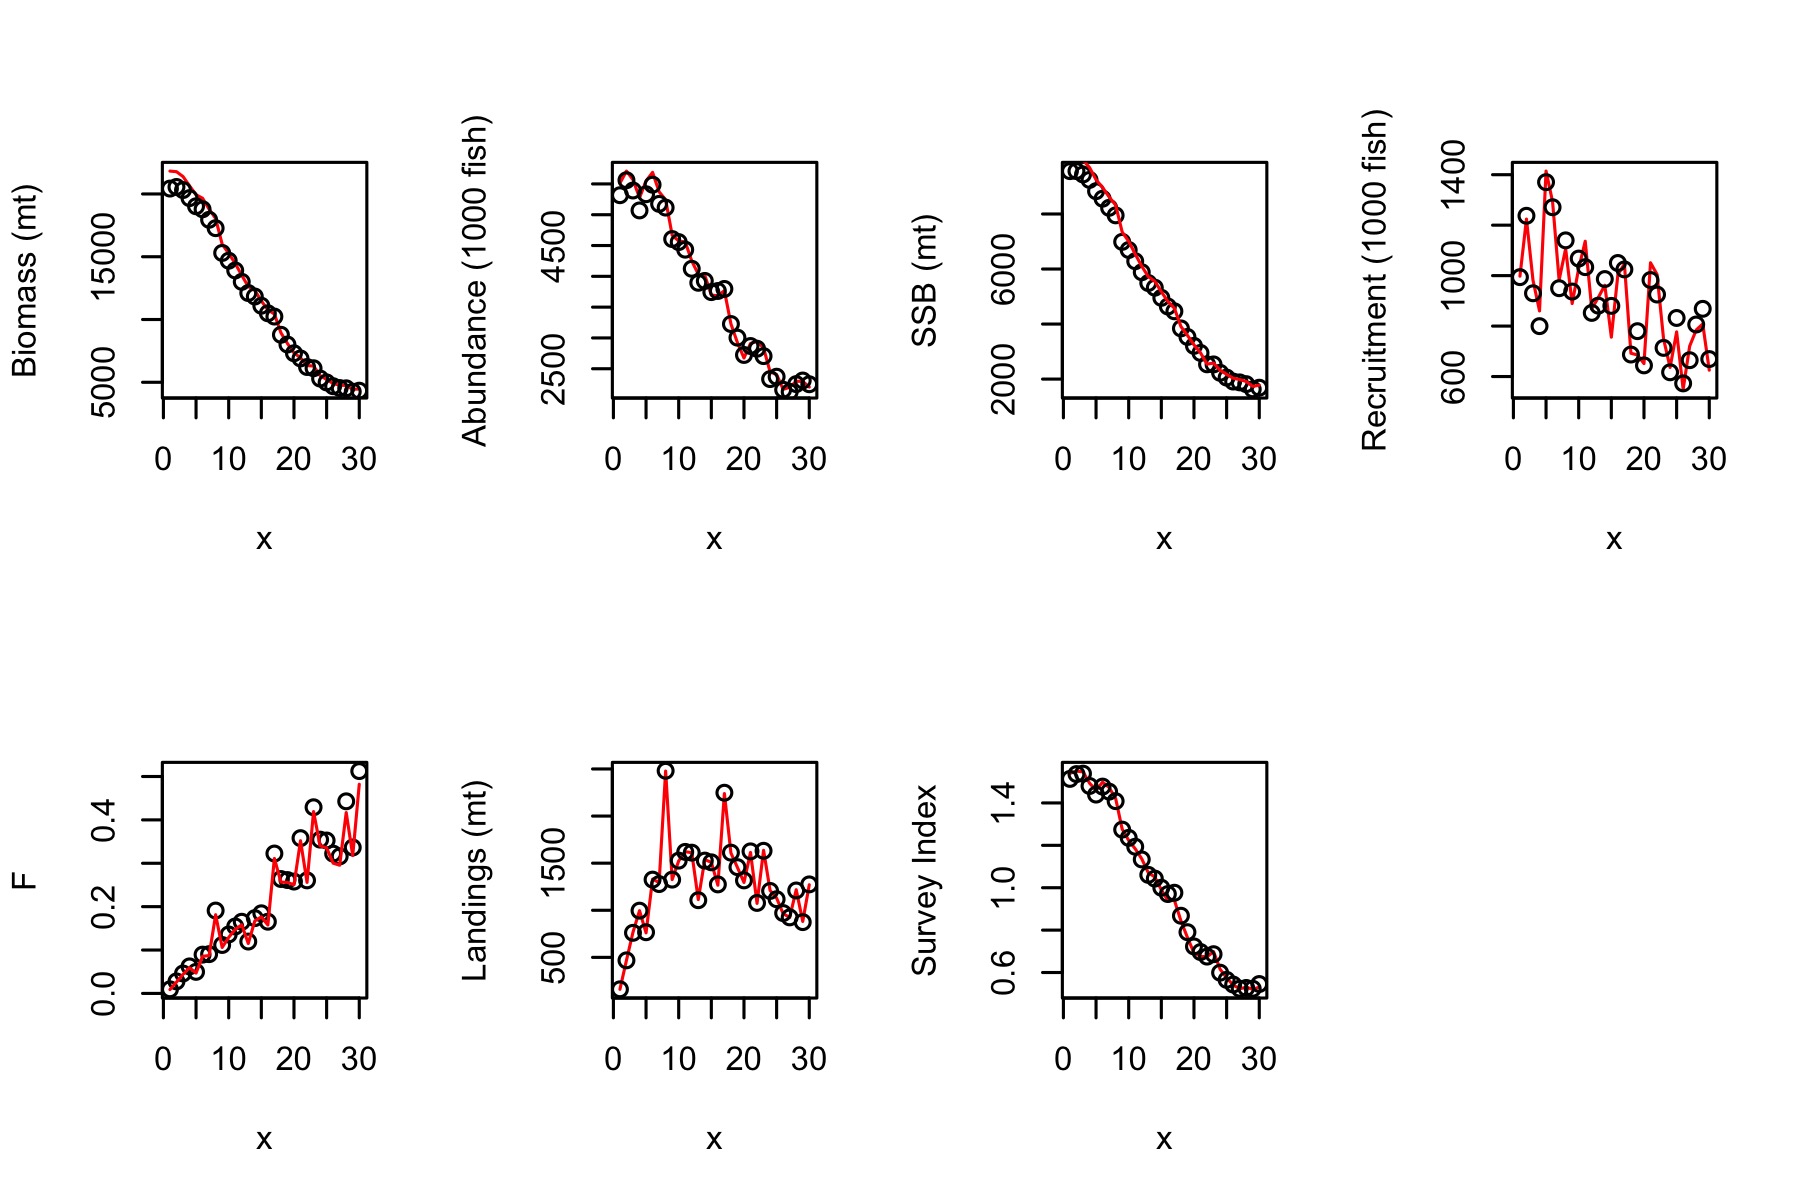 Biomass (mt)
5000 15000
0 10 20 30
x
Abundance (1000 fish)
2500 4500
0 10 20 30
x
SSB (mt)
2000 6000
0 10 20 30
x
Recruitment (1000 fish)
600 1000 1400
0 10 20 30
x
F
0.0 0.2 0.4
0 10 20 30
x
Landings (mt)
500 1500
0 10 20 30
x
Survey Index
0.6 1.0 1.4
0 10 20 30
x